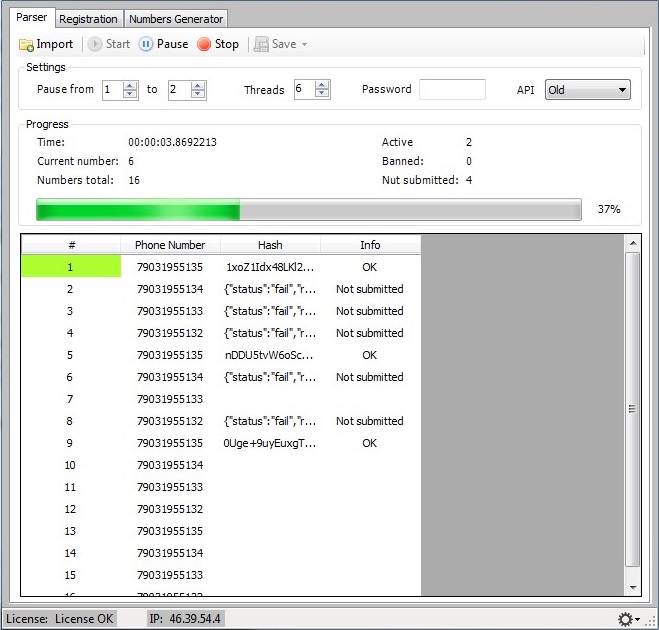 Parser Registration Numbers Generator
Import Start Pause Stop Save
Settings
Pause from 1 to 2 Threads 6 Password API Old
Progress
Time: 00:00:03.8692213 Active 2
Current number: 6 Banned: 0
Numbers total: 16 Nut submitted: 4
37%
# Phone Number Hash Info
1 79031955135 1xoZ1Idx48LKl2... OK
2 79031955134 {"status":"fail","r... Not submitted
3 79031955133 {"status":"fail","r... Not submitted
4 79031955132 {"status":"fail","r... Not submitted
5 79031955135 nDDU5tvW6oSc... OK
6 79031955134 {"status":"fail","r... Not submitted
7 79031955133
8 79031955132 {"status":"fail","r... Not submitted
9 79031955135 0Uge+9uyEuxgT... OK
10 79031955134
11 79031955133
12 79031955132
13 79031955135
14 79031955134
15 79031955133
16 79031955132
License: License OK IP: 46.39.54.4